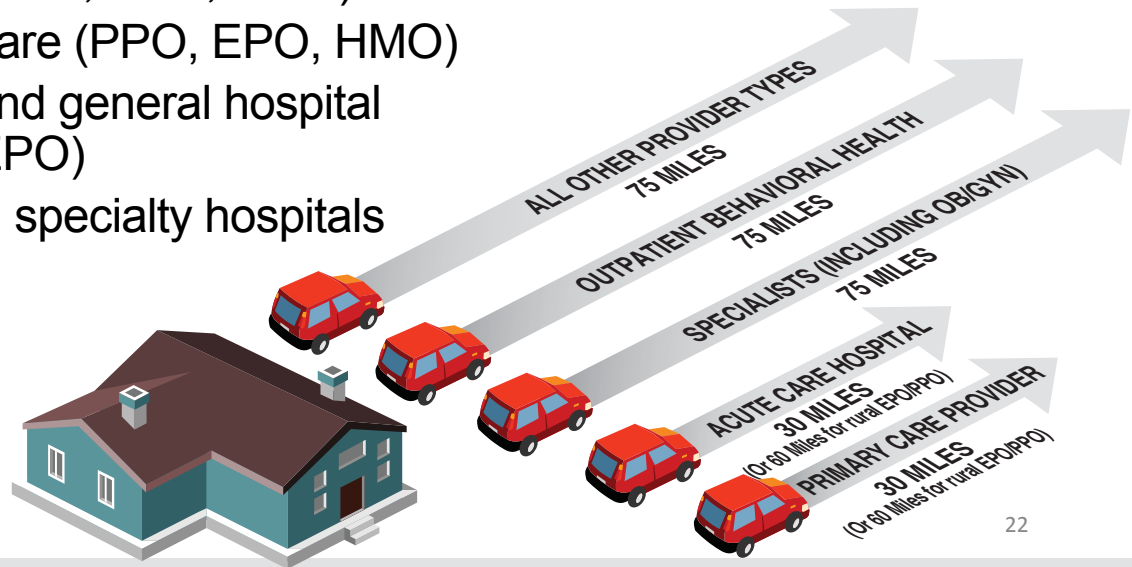 are (PPO, EPO, HMO)
nd general hospital
EPO)
specialty hospitals
ALL OTHER PROVIDER TYPES
75 MILES
OUTPATIENT BEHAVIORAL HEALTH
75 MILES
SPECIALISTS (INCLUDING OB/GYN)
75 MILES
ACUTE CARE HOSPITAL
30 MILES
(Or 60 Miles for rural EPO/PPO)
PRIMARY CARE PROVIDER
30 MILES
(Or 60 Miles for rural EPO/PPO)
22